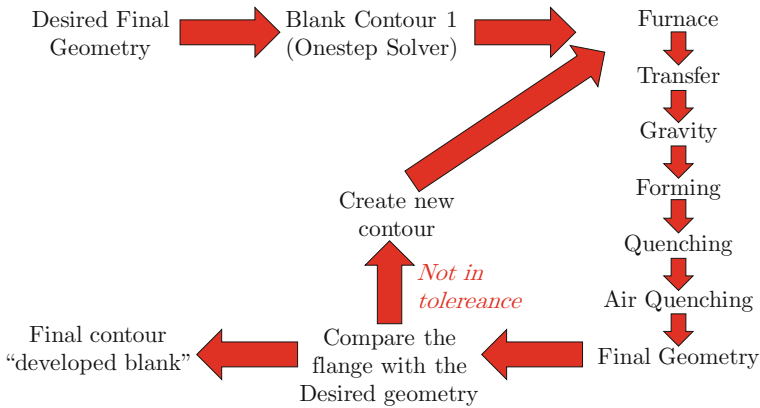 Desired Final
Geometry
Blank Contour 1
(Onestep Solver)
Furnace
Transfer
Gravity
Forming
Quenching
Air Quenching
Final Geometry
Compare the
flange with the
Desired geometry
Not in
tolereance
Create new
contour
Final contour
“developed blank”